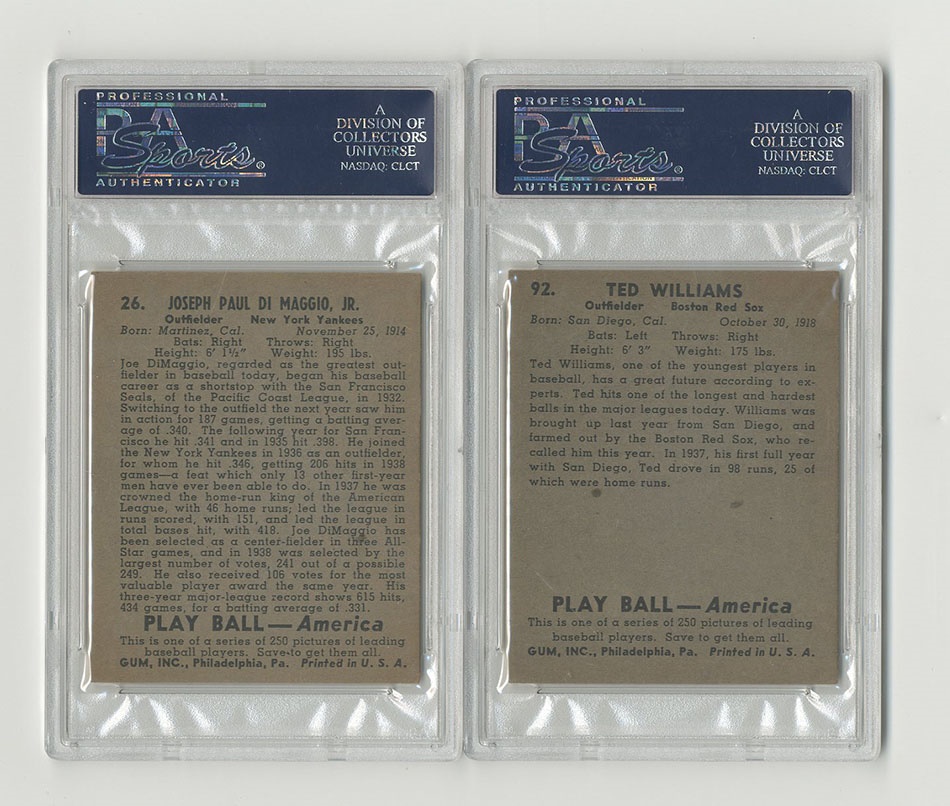 PROFESSIONAL
PSA
Sports®
AUTHENTICATOR
A
DIVISION OF
COLLECTORS
UNIVERSE
NASDAQ: CLCT
26. JOSEPH PAUL DI MAGGIO, JR.
Outfielder New York Yankees
Born: Martinez, Cal. November 25, 1914
Bats: Right Throws: Right
Height: 6' 1½" Weight: 195 lbs.
Joe DiMaggio, regarded as the greatest out-
fielder in baseball today, began his baseball
career as a shortstop with the San Francisco
Seals, of the Pacific Coast League, in 1932.
Switching to the outfield the next year saw him
in action for 187 games, getting a batting aver-
age of .340. The following year for San Fran-
cisco he hit .341 and in 1935 hit .398. He joined
the New York Yankees in 1936 as an outfielder,
for whom he hit .346, getting 206 hits in 1938
games—a feat which only 13 other first-year
men have ever been able to do. In 1937 he was
crowned the home-run king of the American
League, with 46 home runs; led the league in
runs scored, with 151, and led the league in
total bases hit, with 418. Joe DiMaggio has
been selected as a center-fielder in three All-
Star games, and in 1938 was selected by the
largest number of votes, 241 out of a possible
249. He also received 106 votes for the most
valuable player award the same year. His
three-year major-league record shows 615 hits,
434 games, for a batting average of .331.
PLAY BALL—America
This is one of a series of 250 pictures of leading
baseball players. Save to get them all.
GUM, INC., Philadelphia, Pa. Printed in U. S. A.
PROFESSIONAL
PSA
Sports®
AUTHENTICATOR
A
DIVISION OF
COLLECTORS
UNIVERSE
NASDAQ: CLCT
92. TED WILLIAMS
Outfielder Boston Red Sox
Born: San Diego, Cal. October 30, 1918
Bats: Left Throws: Right
Height: 6' 3" Weight: 175 lbs.
Ted Williams, one of the youngest players in
baseball, has a great future according to ex-
perts. Ted hits one of the longest and hardest
balls in the major leagues today. Williams was
brought up last year from San Diego, and
farmed out by the Boston Red Sox, who re-
called him this year. In 1937, his first full year
with San Diego, Ted drove in 98 runs, 25 of
which were home runs.
PLAY BALL—America
This is one of a series of 250 pictures of leading
baseball players. Save to get them all.
GUM, INC., Philadelphia, Pa. Printed in U. S. A.